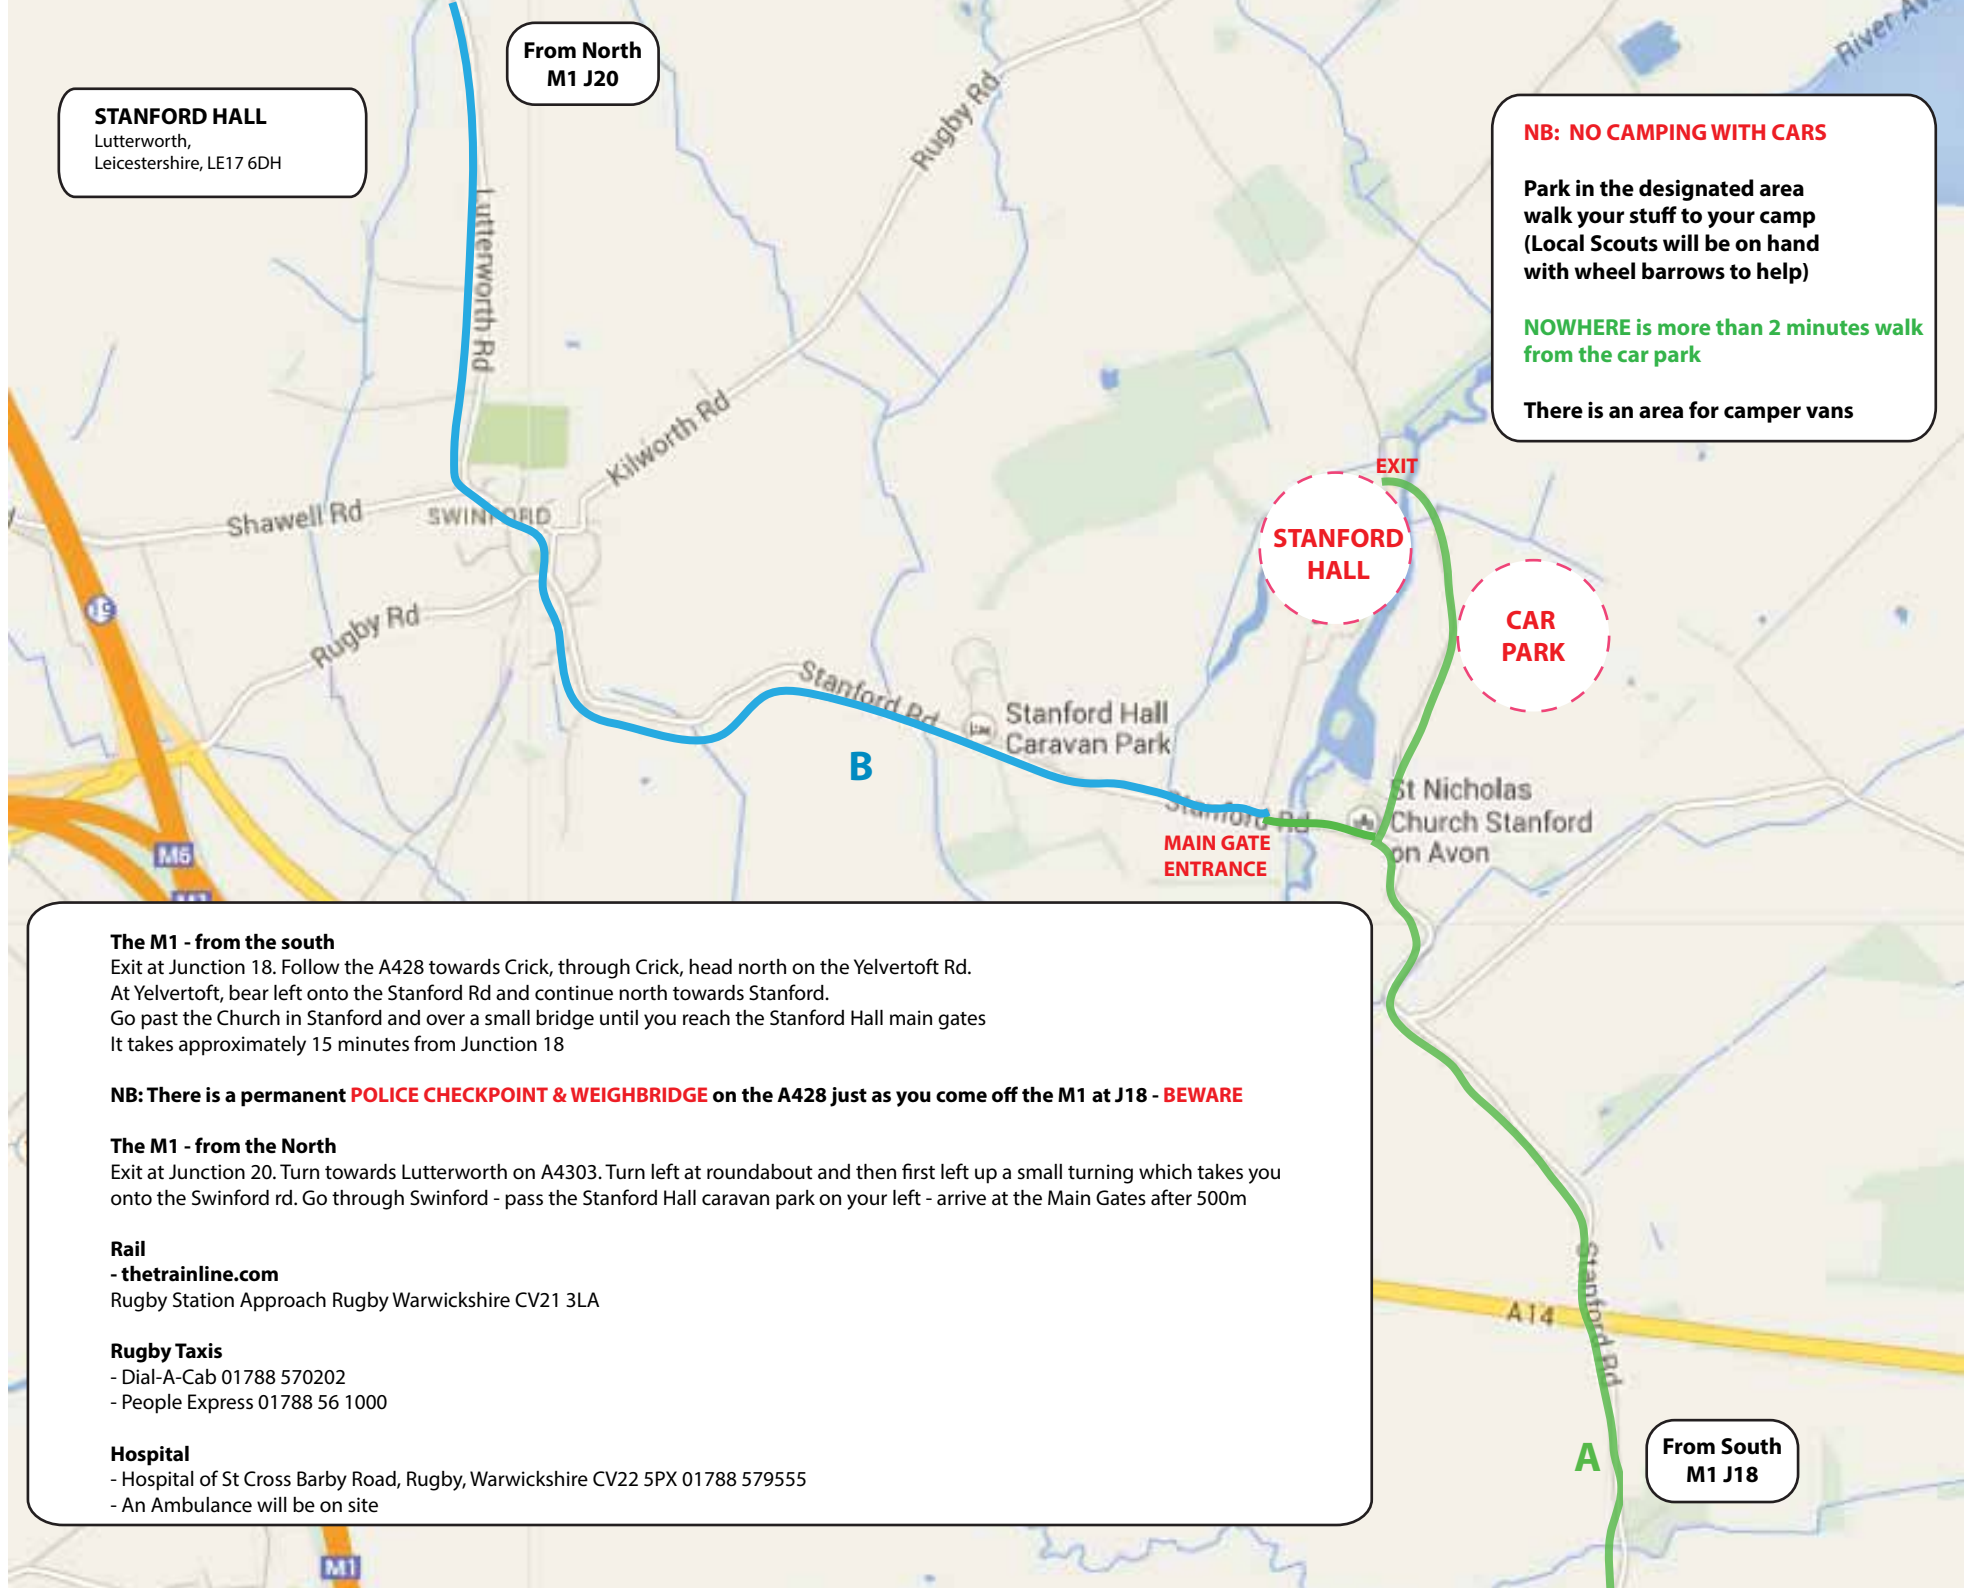 From North
M1 J20
STANFORD HALL
Lutterworth,
Leicestershire, LE17 6DH
River
NB: NO CAMPING WITH CARS
Park in the designated area
walk your stuff to your camp
(Local Scouts will be on hand
with wheel barrows to help)
NOWHERE is more than 2 minutes walk
from the car park
There is an area for camper vans
Rugby Rd
Lutterworth Rd
Kilworth Rd
Shawell Rd
SWINFORD
EXIT
STANFORD
HALL
CAR
PARK
19
Rugby Rd
Stanford Rd
Stanford Hall
Caravan Park
B
St Nicholas
Church Stanford
on Avon
Stanford Rd
MAIN GATE
ENTRANCE
M6
M1
The M1 - from the south
Exit at Junction 18. Follow the A428 towards Crick, through Crick, head north on the Yelvertoft Rd.
At Yelvertoft, bear left onto the Stanford Rd and continue north towards Stanford.
Go past the Church in Stanford and over a small bridge until you reach the Stanford Hall main gates
It takes approximately 15 minutes from Junction 18
NB: There is a permanent POLICE CHECKPOINT & WEIGHBRIDGE on the A428 just as you come off the M1 at J18 - BEWARE
The M1 - from the North
Exit at Junction 20. Turn towards Lutterworth on A4303. Turn left at roundabout and then first left up a small turning which takes you
onto the Swinford rd. Go through Swinford - pass the Stanford Hall caravan park on your left - arrive at the Main Gates after 500m
Rail
- thetrainline.com
Rugby Station Approach Rugby Warwickshire CV21 3LA
Rugby Taxis
- Dial-A-Cab 01788 570202
- People Express 01788 56 1000
Hospital
- Hospital of St Cross Barby Road, Rugby, Warwickshire CV22 5PX 01788 579555
- An Ambulance will be on site
A14
Stanford Rd
A
From South
M1 J18
M1